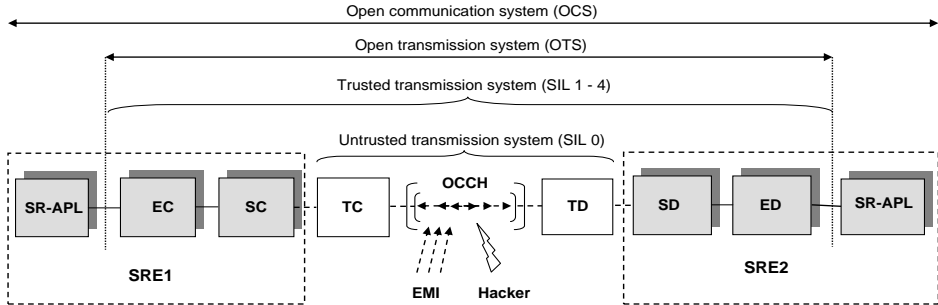 Open communication system (OCS)
Open transmission system (OTS)
Trusted transmission system (SIL 1 - 4)
Untrusted transmission system (SIL 0)
OCCH
SR-APL
EC
SC
TC
TD
SD
ED
SR-APL
SRE1
SRE2
EMI
Hacker